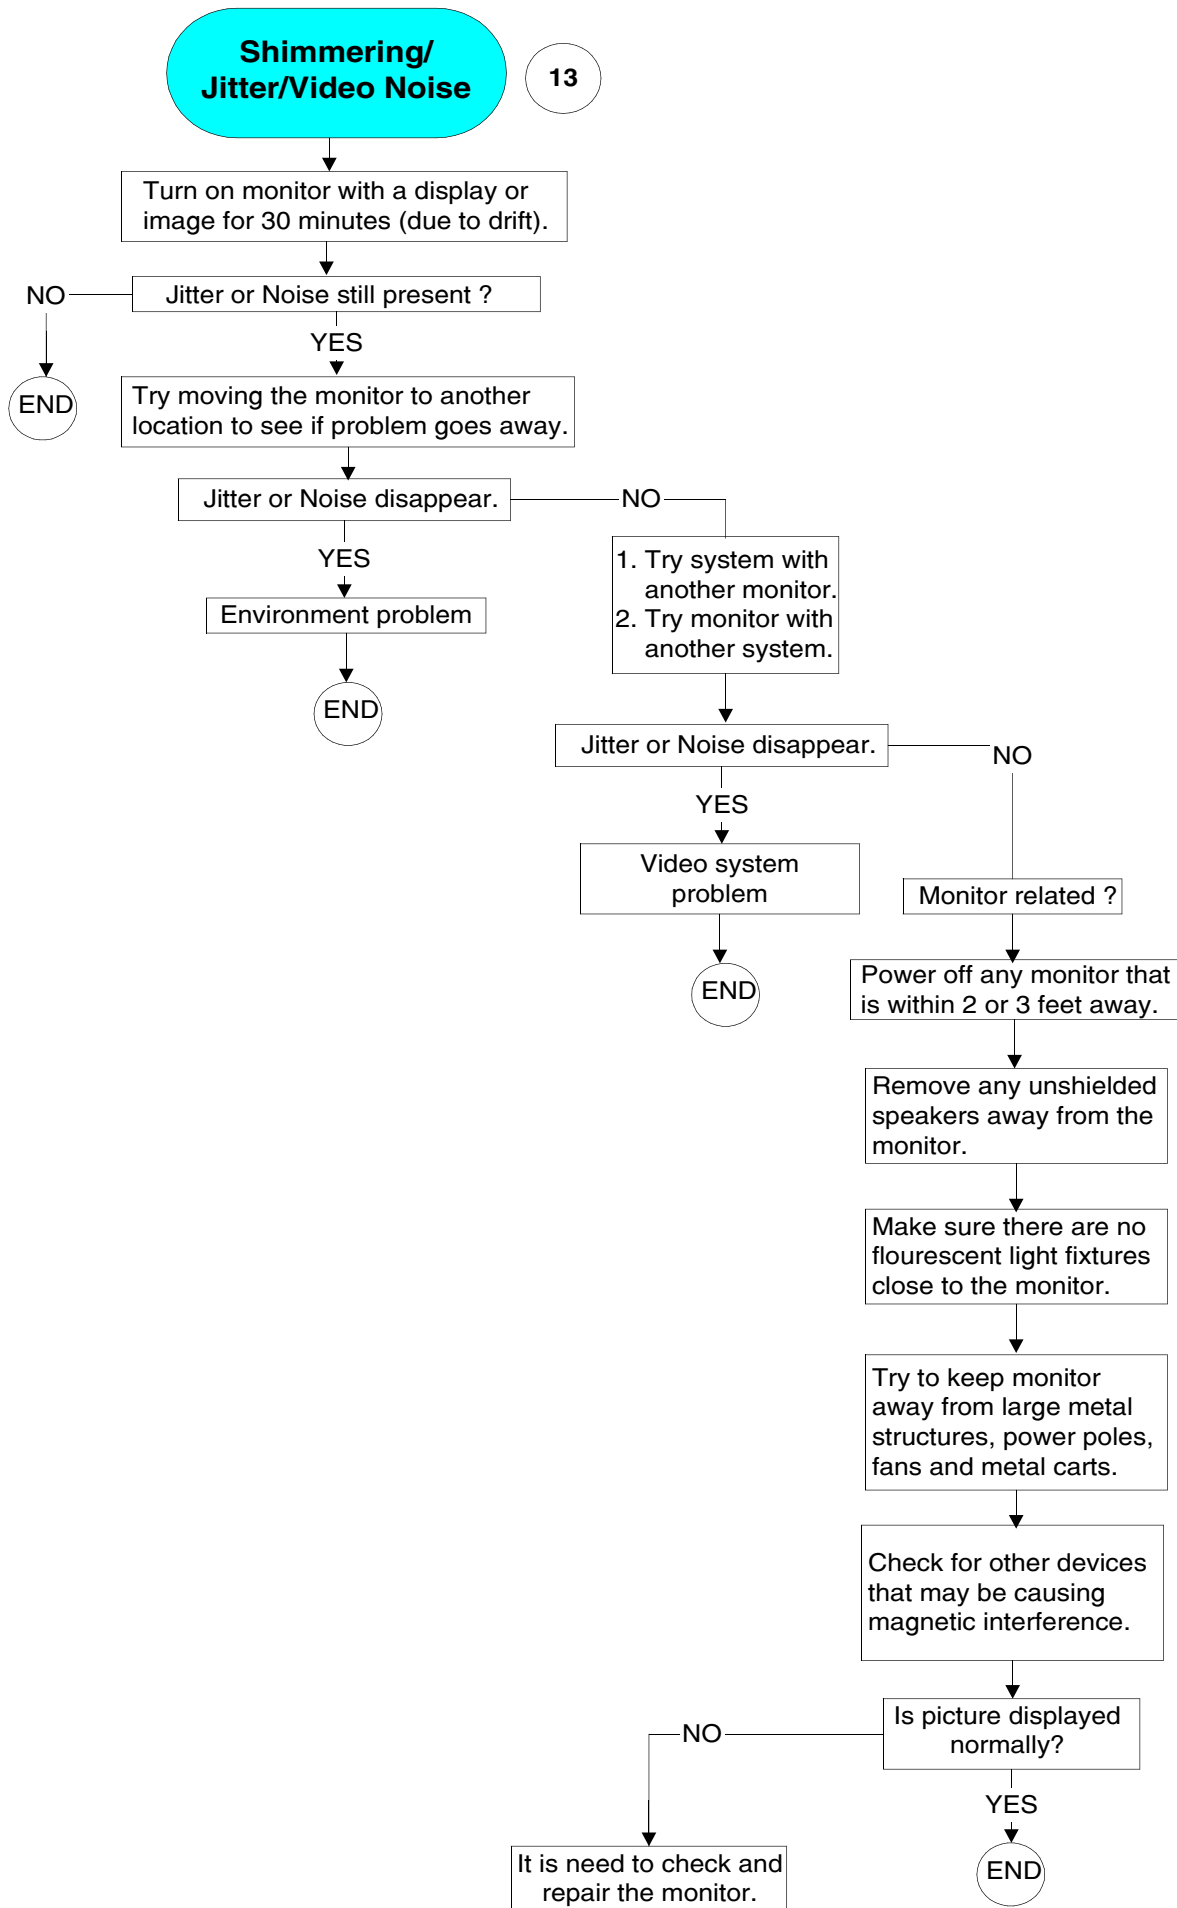 Shimmering/
Jitter/Video Noise
13
Turn on monitor with a display or
image for 30 minutes (due to drift).
NO
Jitter or Noise still present ?
YES
END
Try moving the monitor to another
location to see if problem goes away.
Jitter or Noise disappear.
NO
YES
1. Try system with
another monitor.
2. Try monitor with
another system.
Environment problem
END
Jitter or Noise disappear.
NO
YES
Video system
problem
Monitor related ?
END
Power off any monitor that
is within 2 or 3 feet away.
Remove any unshielded
speakers away from the
monitor.
Make sure there are no
flourescent light fixtures
close to the monitor.
Try to keep monitor
away from large metal
structures, power poles,
fans and metal carts.
Check for other devices
that may be causing
magnetic interference.
Is picture displayed
normally?
NO
YES
END
It is need to check and
repair the monitor.